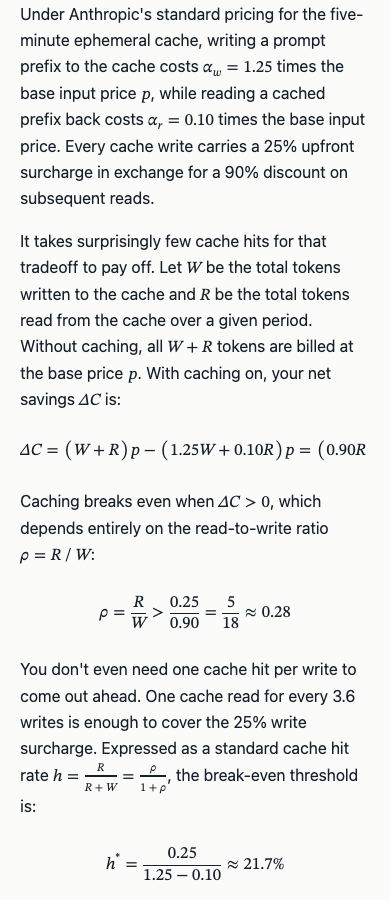 Under Anthropic's standard pricing for the five-
minute ephemeral cache, writing a prompt
prefix to the cache costs α_w = 1.25 times the
base input price p, while reading a cached
prefix back costs α_r = 0.10 times the base input
price. Every cache write carries a 25% upfront
surcharge in exchange for a 90% discount on
subsequent reads.
It takes surprisingly few cache hits for that
tradeoff to pay off. Let W be the total tokens
written to the cache and R be the total tokens
read from the cache over a given period.
Without caching, all W + R tokens are billed at
the base price p. With caching on, your net
savings ΔC is:
ΔC = (W + R) p − (1.25W + 0.10R) p = (0.90R
Caching breaks even when ΔC > 0, which
depends entirely on the read-to-write ratio
ρ = R / W:
ρ = R/W > 0.25/0.90 = 5/18 ≈ 0.28
You don't even need one cache hit per write to
come out ahead. One cache read for every 3.6
writes is enough to cover the 25% write
surcharge. Expressed as a standard cache hit
rate h = R/(R + W) = ρ/(1 + ρ), the break-even threshold
is:
h* = 0.25/(1.25 − 0.10) ≈ 21.7%